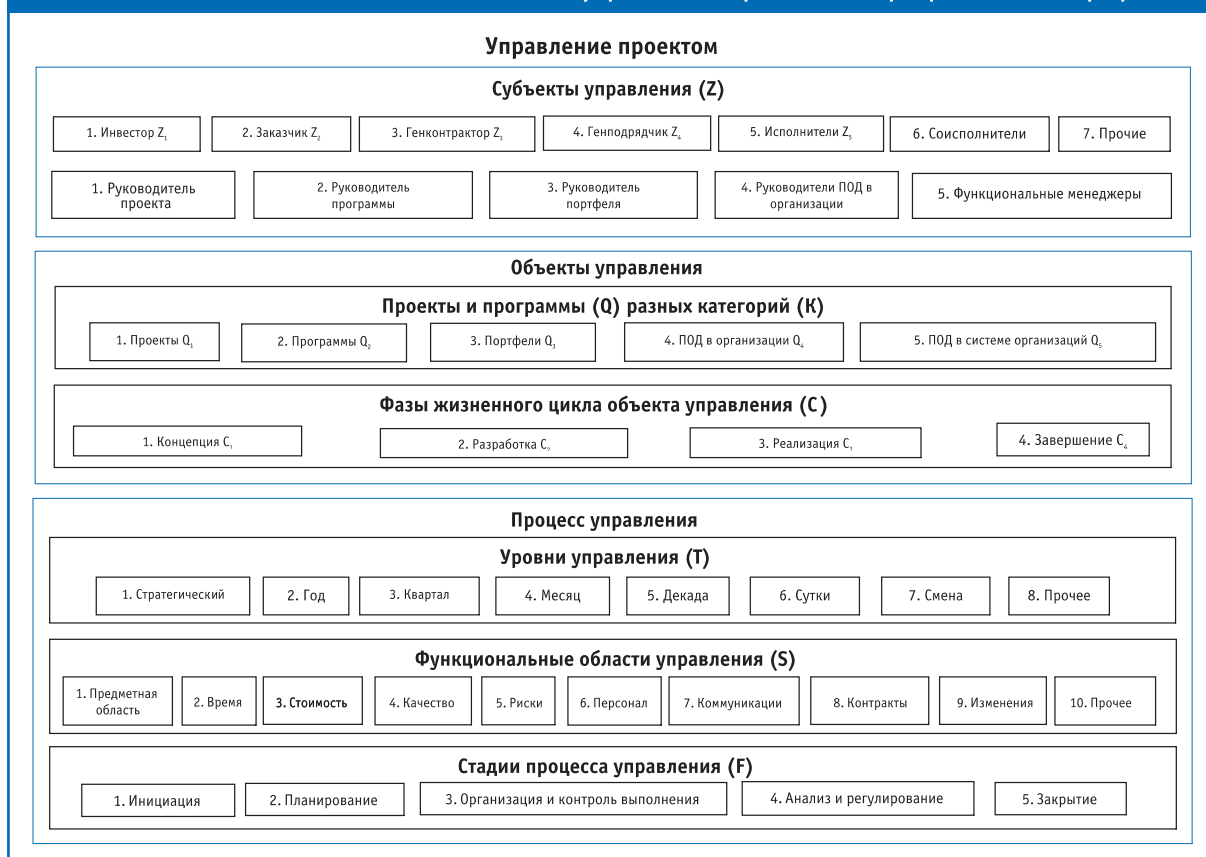 Управление проектом
Субъекты управления (Z)
1. Инвестор Z₁
2. Заказчик Z₂
3. Генконтрактор Z₃
4. Генподрядчик Z₄
5. Исполнители Z₅
6. Соисполнители
7. Прочие
1. Руководитель
проекта
2. Руководитель
программы
3. Руководитель
портфеля
4. Руководители ПОД в
организации
5. Функциональные менеджеры
Объекты управления
Проекты и программы (Q) разных категорий (К)
1. Проекты Q₁
2. Программы Q₂
3. Портфели Q₃
4. ПОД в организации Q₄
5. ПОД в системе организаций Q₅
Фазы жизненного цикла объекта управления (С)
1. Концепция С₁
2. Разработка С₂
3. Реализация С₃
4. Завершение С₄
Процесс управления
Уровни управления (Т)
1. Стратегический
2. Год
3. Квартал
4. Месяц
5. Декада
6. Сутки
7. Смена
8. Прочее
Функциональные области управления (S)
1. Предметная
область
2. Время
3. Стоимость
4. Качество
5. Риски
6. Персонал
7. Коммуникации
8. Контракты
9. Изменения
10. Прочее
Стадии процесса управления (F)
1. Инициация
2. Планирование
3. Организация и контроль выполнения
4. Анализ и регулирование
5. Закрытие